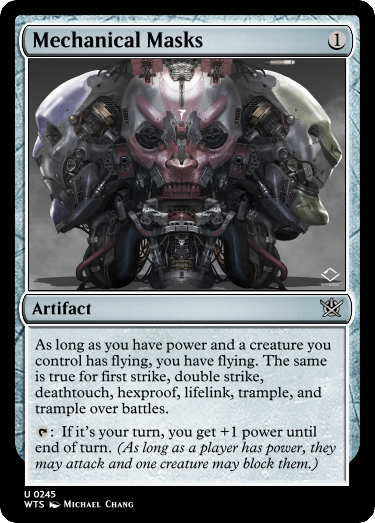 Mechanical Masks
1
Artifact
As long as you have power and a creature you
control has flying, you have flying. The same
is true for first strike, double strike,
deathtouch, hexproof, lifelink, trample, and
trample over battles.
: If it's your turn, you get +1 power until
end of turn. (As long as a player has power, they
may attack and one creature may block them.)
U 0245
WTS Michael Chang